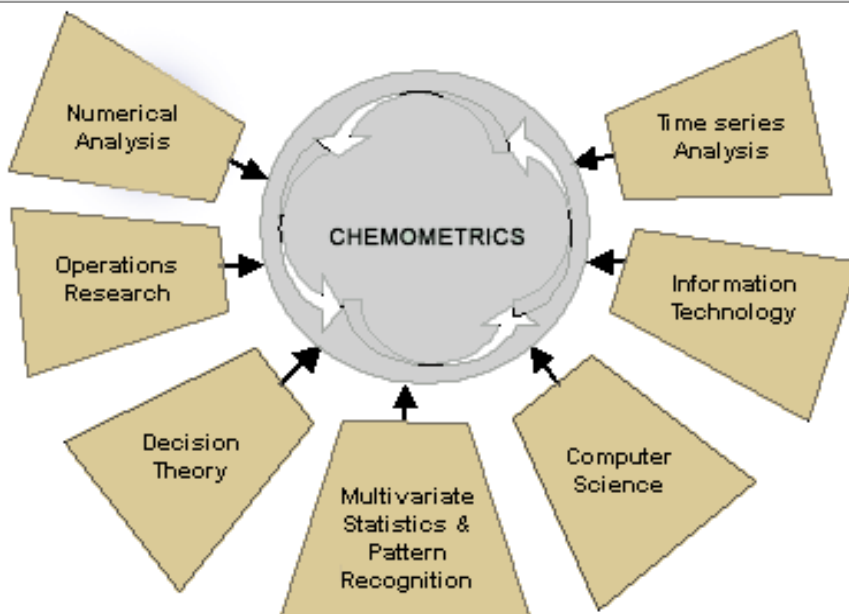 Numerical
Analysis
Time series
Analysis
CHEMOMETRICS
Operations
Research
Information
Technology
Decision
Theory
Computer
Science
Multivariate
Statistics &
Pattern
Recognition